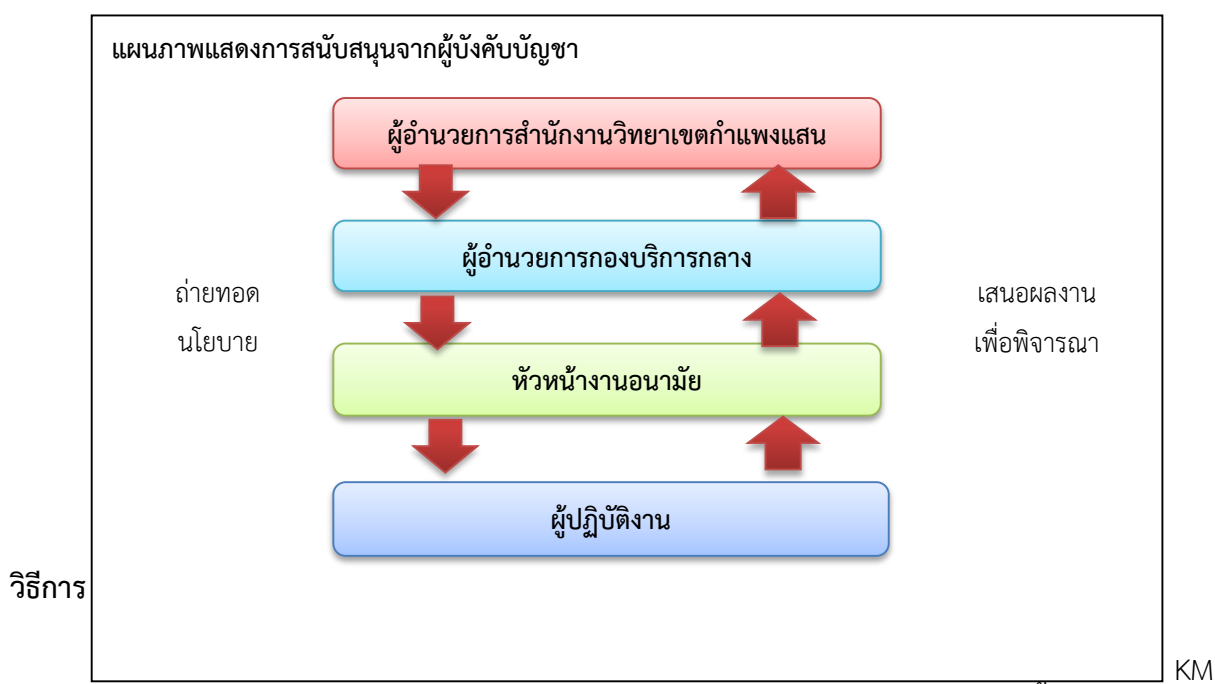 แผนภาพแสดงการสนับสนุนจากผู้บังคับบัญชา
ผู้อำนวยการสำนักงานวิทยาเขตกำแพงแสน
ผู้อำนวยการกองบริการกลาง
ถ่ายทอด
นโยบาย
เสนอผลงาน
เพื่อพิจารณา
หัวหน้างานอนามัย
ผู้ปฏิบัติงาน
วิธีการ
KM